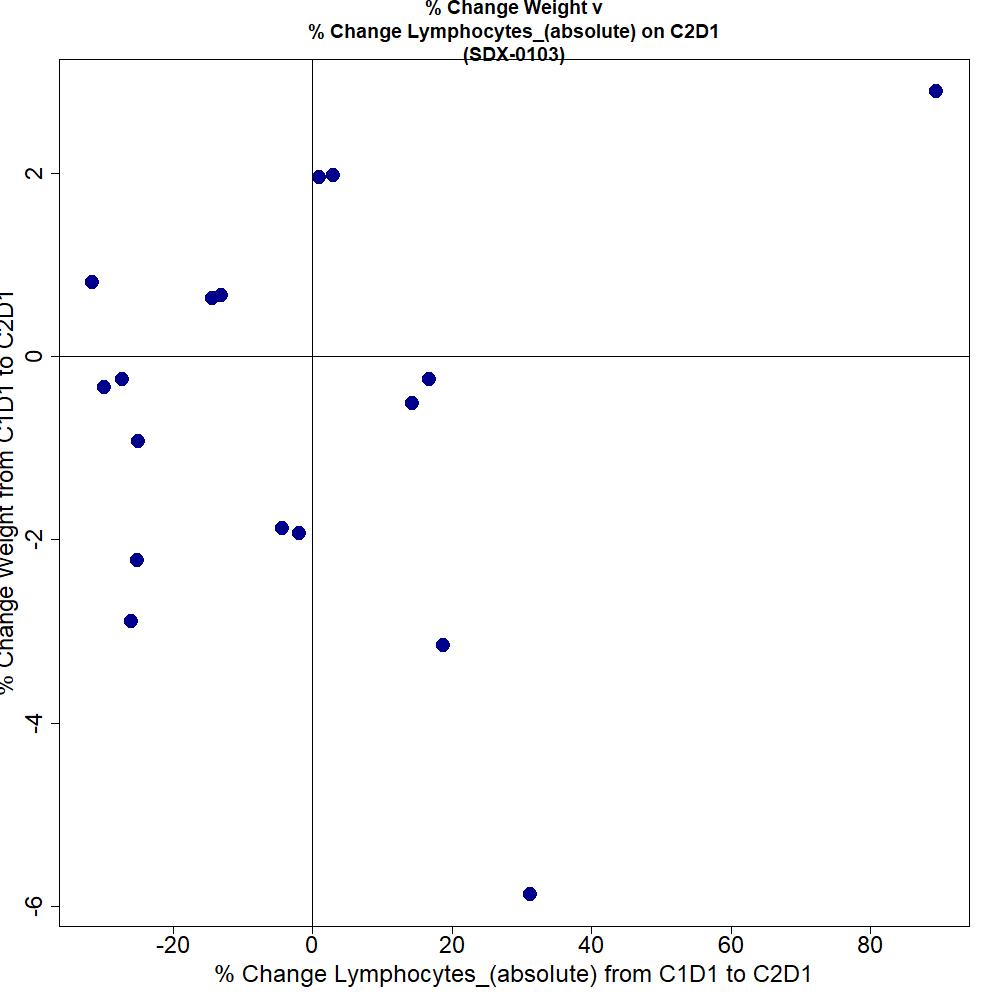 % Change Weight v
% Change Lymphocytes_(absolute) on C2D1
(SDX-0103)
% Change Weight from C1D1 to C2D1
2
0
-2
-4
-6
-20
0
20
40
60
80
% Change Lymphocytes_(absolute) from C1D1 to C2D1